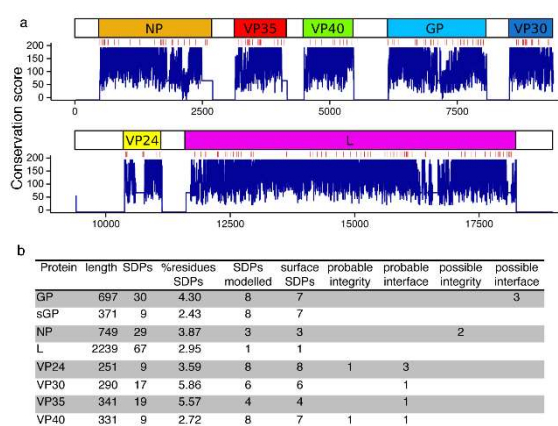 a
NP VP35 VP40 GP VP30
Conservation score
200
150
100
50
0
0 2500 5000 7500
VP24 L
200
150
100
50
0
10000 12500 15000 17500
b
Protein length SDPs %residues SDPs SDPs modelled surface SDPs probable integrity probable interface possible integrity possible interface
GP 697 30 4.30 8 7 3
sGP 371 9 2.43 8 7
NP 749 29 3.87 3 3 2
L 2239 67 2.95 1 1
VP24 251 9 3.59 8 8 1 3
VP30 290 17 5.86 6 6 1
VP35 341 19 5.57 4 4 1
VP40 331 9 2.72 8 7 1 1